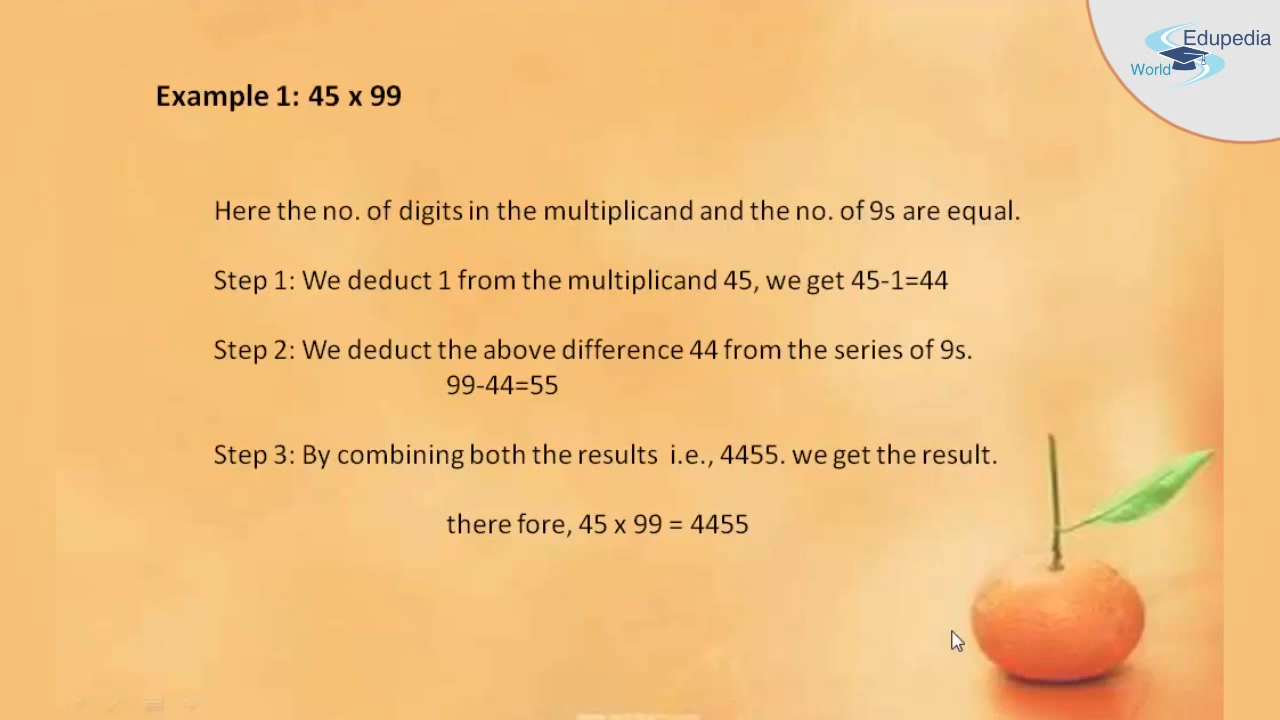 Edupedia
World
Example 1: 45 x 99
Here the no. of digits in the multiplicand and the no. of 9s are equal.
Step 1: We deduct 1 from the multiplicand 45, we get 45-1=44
Step 2: We deduct the above difference 44 from the series of 9s.
99-44=55
Step 3: By combining both the results i.e., 4455. we get the result.
there fore, 45 x 99 = 4455